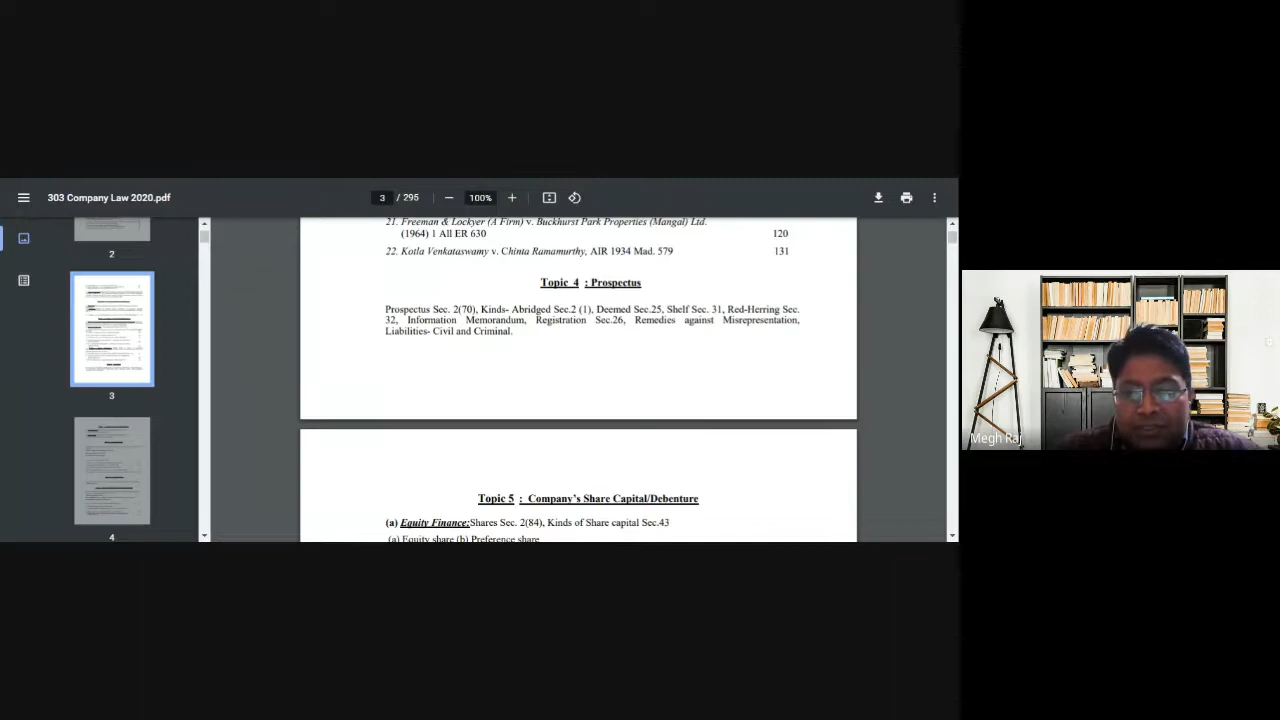 303 Company Law 2020.pdf
3 / 295
100%
21. Freeman & Lockyer (A Firm) v. Buckhurst Park Properties (Mangal) Ltd.
(1964) 1 All ER 630 120
22. Kotla Venkataswamy v. Chinta Ramamurthy, AIR 1934 Mad. 579 131
Topic 4 : Prospectus
Prospectus Sec. 2(70), Kinds- Abridged Sec.2 (1), Deemed Sec.25, Shelf Sec. 31, Red-Herring Sec.
32, Information Memorandum, Registration Sec.26, Remedies against Misrepresentation,
Liabilities- Civil and Criminal.
Topic 5 : Company's Share Capital/Debenture
(a) Equity Finance:Shares Sec. 2(84), Kinds of Share capital Sec.43
(a) Equity share (b) Preference share
2
3
4
Megh Raj